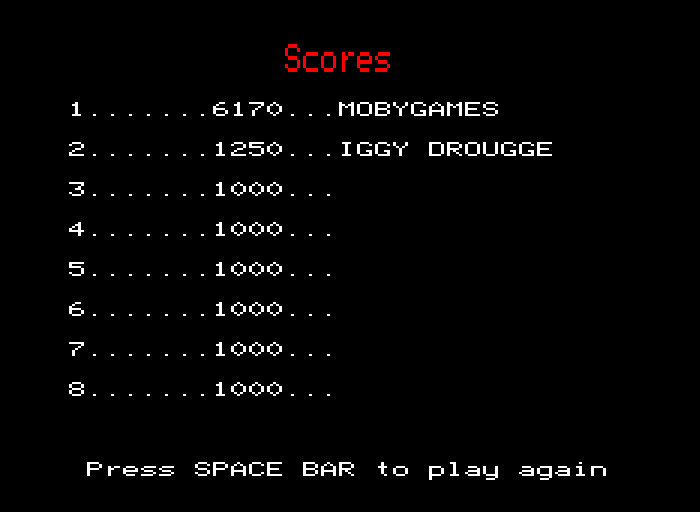 Scores
1.......6170...MOBYGAMES
2.......1250...IGGY DROUGGE
3.......1000...
4.......1000...
5.......1000...
6.......1000...
7.......1000...
8.......1000...
Press SPACE BAR to play again